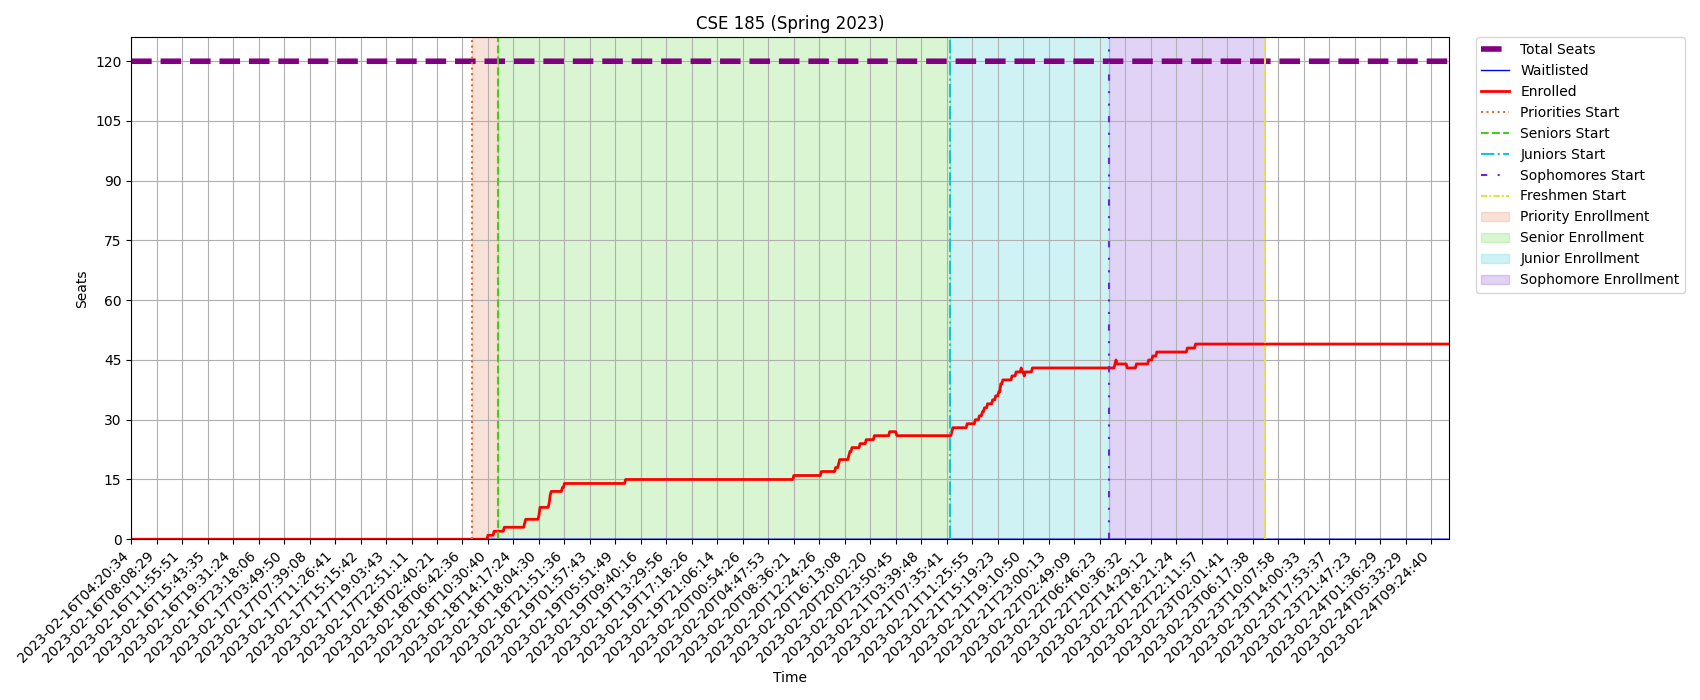 CSE 185 (Spring 2023)
Seats
120
105
90
75
60
45
30
15
0
2023-02-16T04:20:34
2023-02-16T08:08:29
2023-02-16T11:55:51
2023-02-16T15:43:35
2023-02-16T19:31:24
2023-02-16T23:18:06
2023-02-17T03:49:50
2023-02-17T07:39:08
2023-02-17T11:26:41
2023-02-17T15:15:42
2023-02-17T19:03:43
2023-02-17T22:51:11
2023-02-18T02:40:21
2023-02-18T06:42:36
2023-02-18T10:30:40
2023-02-18T14:17:24
2023-02-18T18:04:30
2023-02-18T21:51:36
2023-02-19T01:57:43
2023-02-19T05:51:49
2023-02-19T09:40:16
2023-02-19T13:29:56
2023-02-19T17:18:26
2023-02-19T21:06:14
2023-02-20T00:54:26
2023-02-20T04:47:53
2023-02-20T08:36:21
2023-02-20T12:24:26
2023-02-20T16:13:08
2023-02-20T20:02:20
2023-02-20T23:50:45
2023-02-21T03:39:48
2023-02-21T07:35:41
2023-02-21T11:25:55
2023-02-21T15:19:23
2023-02-21T19:10:50
2023-02-21T23:00:13
2023-02-22T02:49:09
2023-02-22T06:46:23
2023-02-22T10:36:32
2023-02-22T14:29:12
2023-02-22T18:21:24
2023-02-22T22:11:57
2023-02-23T02:01:41
2023-02-23T06:17:38
2023-02-23T10:07:58
2023-02-23T14:00:33
2023-02-23T17:53:37
2023-02-23T21:47:23
2023-02-24T01:36:29
2023-02-24T05:33:29
2023-02-24T09:24:40
Time
Total Seats
Waitlisted
Enrolled
Priorities Start
Seniors Start
Juniors Start
Sophomores Start
Freshmen Start
Priority Enrollment
Senior Enrollment
Junior Enrollment
Sophomore Enrollment